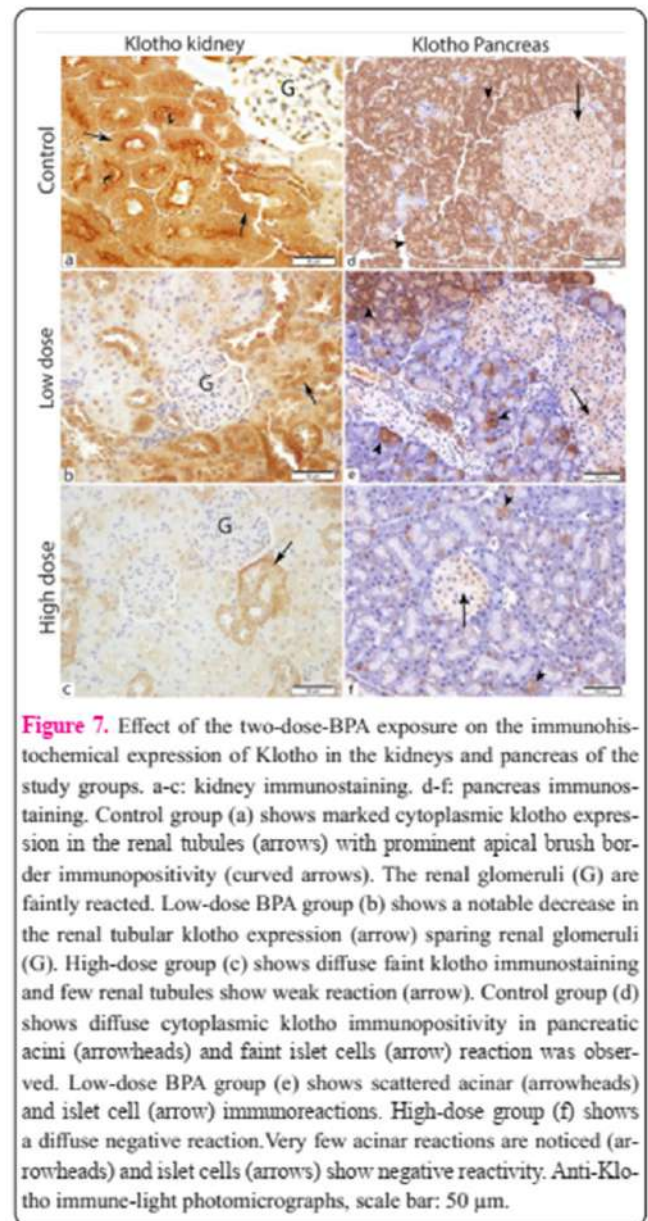 Klotho kidney Klotho Pancreas
Control
G
a
d
Low dose
G
b
e
High dose
G
c
f
Figure 7. Effect of the two-dose-BPA exposure on the immunohis-
tochemical expression of Klotho in the kidneys and pancreas of the
study groups. a-c: kidney immunostaining. d-f: pancreas immunos-
taining. Control group (a) shows marked cytoplasmic klotho expres-
sion in the renal tubules (arrows) with prominent apical brush bor-
der immunopositivity (curved arrows). The renal glomeruli (G) are
faintly reacted. Low-dose BPA group (b) shows a notable decrease in
the renal tubular klotho expression (arrow) sparing renal glomeruli
(G). High-dose group (c) shows diffuse faint klotho immunostaining
and few renal tubules show weak reaction (arrow). Control group (d)
shows diffuse cytoplasmic klotho immunopositivity in pancreatic
acini (arrowheads) and faint islet cells (arrow) reaction was obser-
ved. Low-dose BPA group (e) shows scattered acinar (arrowheads)
and islet cell (arrow) immunoreactions. High-dose group (f) shows
a diffuse negative reaction.Very few acinar reactions are noticed (ar-
rowheads) and islet cells (arrows) show negative reactivity. Anti-Klo-
tho immune-light photomicrographs, scale bar: 50 μm.